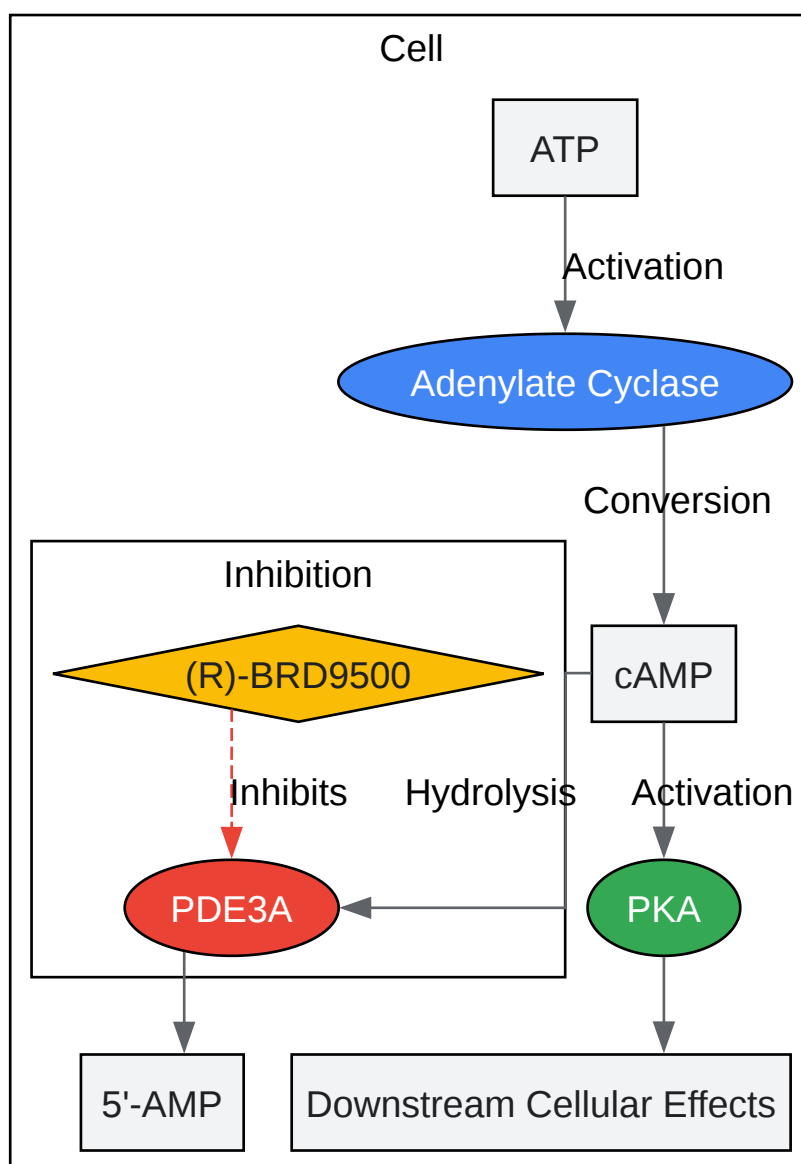 Cell
ATP
Activation
Adenylate Cyclase
Conversion
Inhibition
(R)-BRD9500
cAMP
Inhibits
Hydrolysis
Activation
PDE3A
PKA
5'-AMP
Downstream Cellular Effects